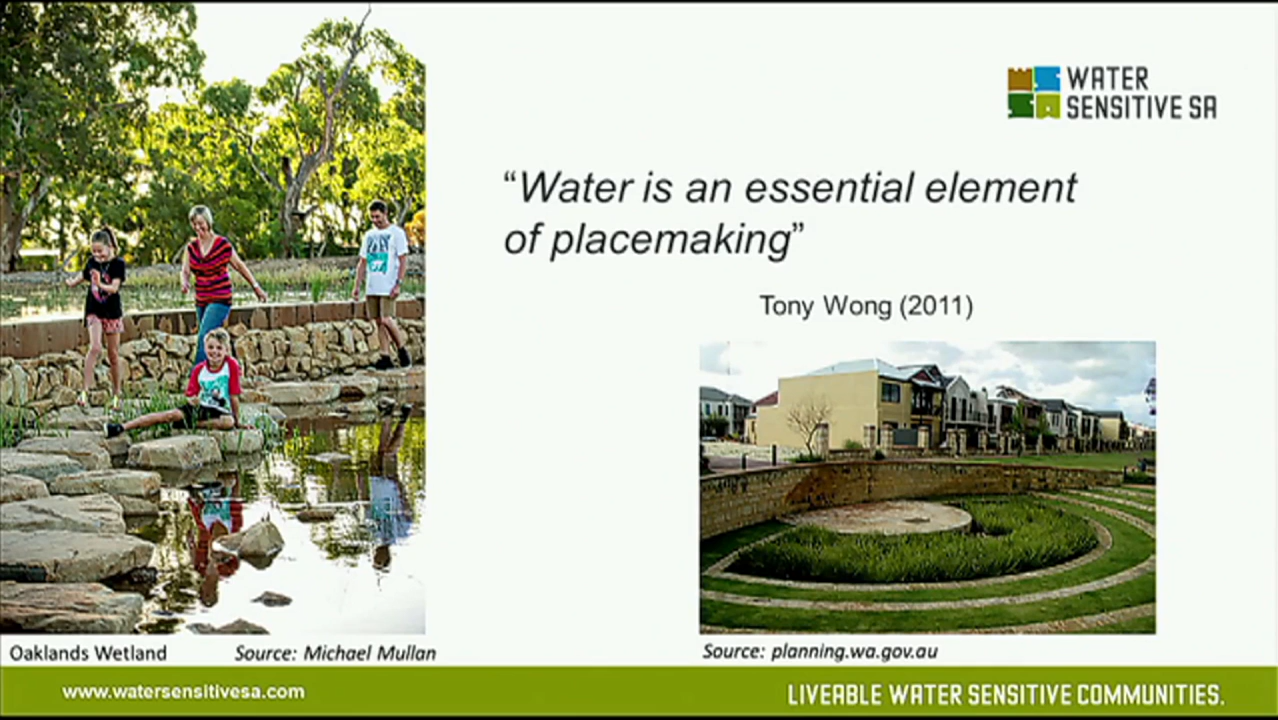 WATER
SENSITIVE SA
“Water is an essential element
of placemaking”
Tony Wong (2011)
Oaklands Wetland
Source: Michael Mullan
Source: planning.wa.gov.au
www.watersensitivesa.com
LIVEABLE WATER SENSITIVE COMMUNITIES.